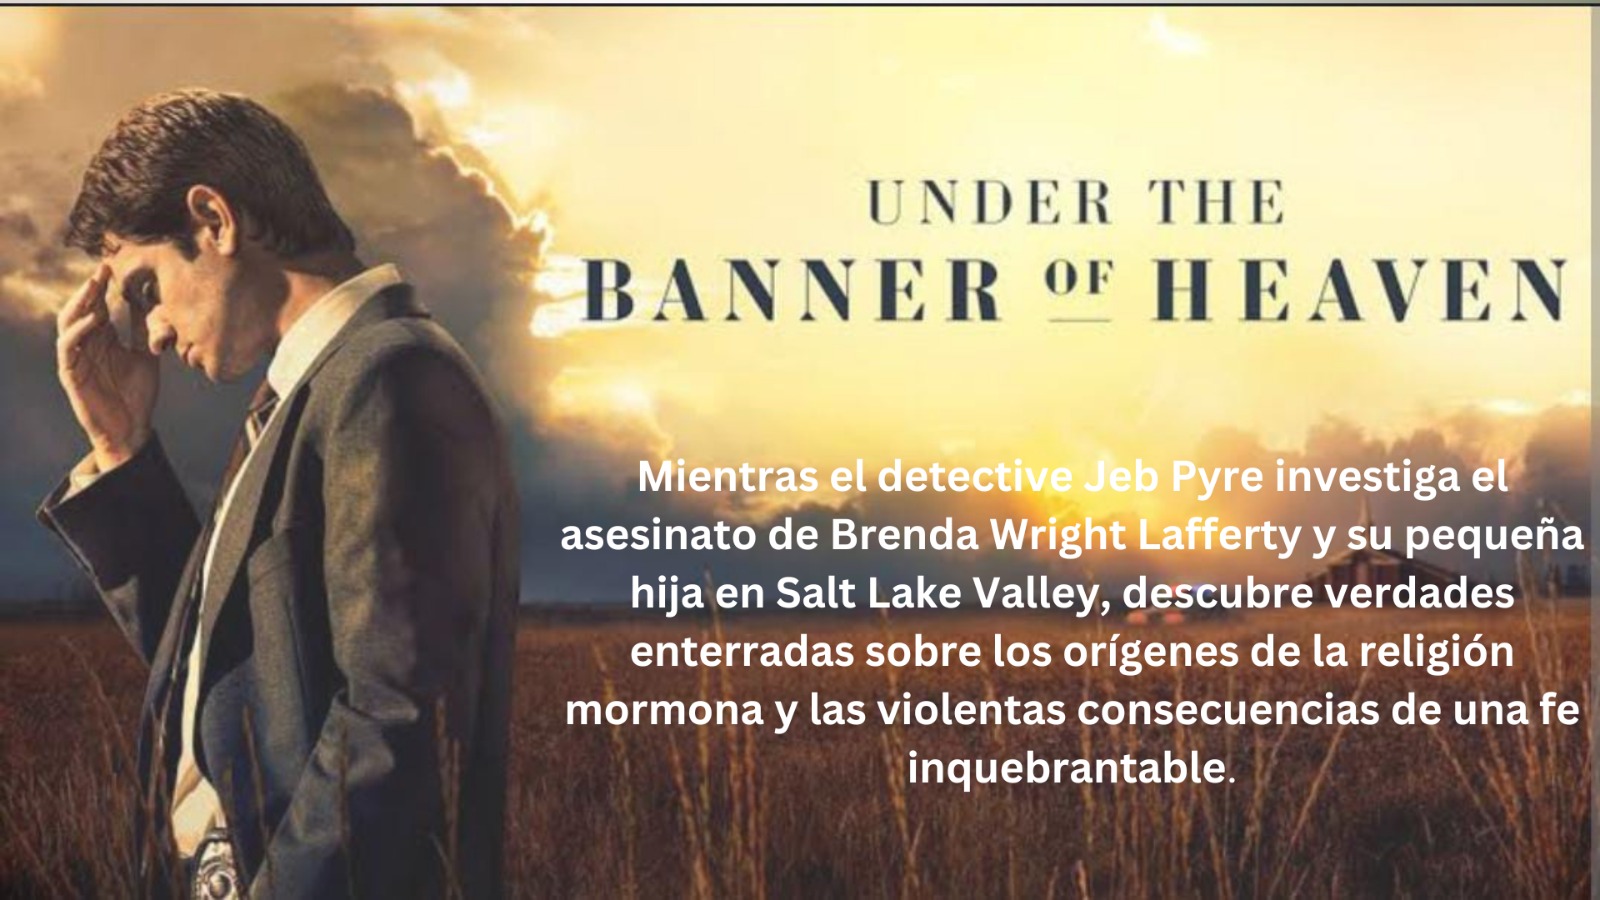 UNDER THE
BANNER OF HEAVEN
Mientras el detective Jeb Pyre investiga el
asesinato de Brenda Wright Lafferty y su pequeña
hija en Salt Lake Valley, descubre verdades
enterradas sobre los orígenes de la religión
mormona y las violentas consecuencias de una fe
inquebrantable.